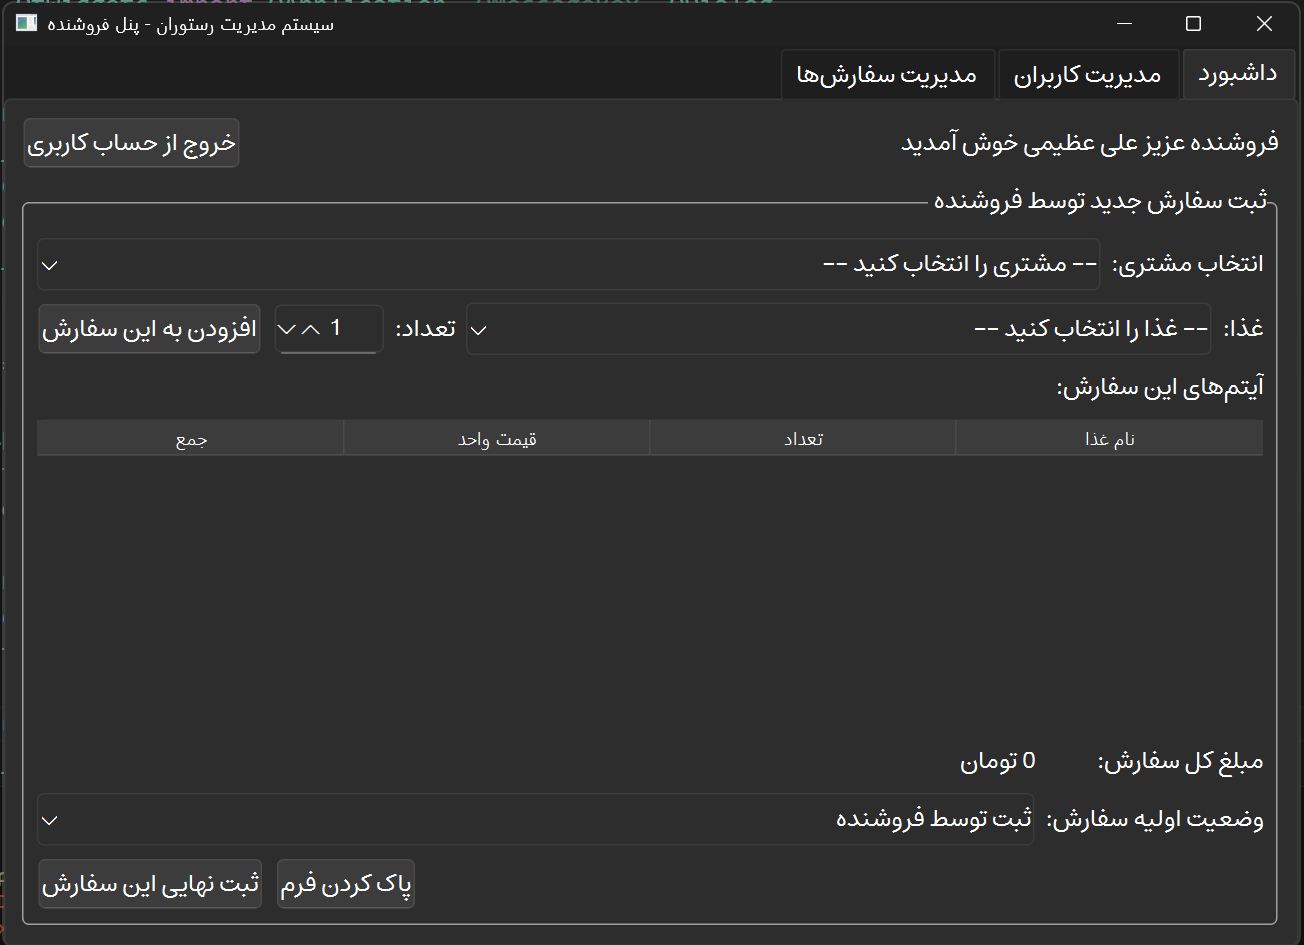 سیستم مدیریت رستوران - پنل فروشنده
داشبورد
مدیریت کاربران
مدیریت سفارش‌ها
فروشنده عزیز علی عظیمی خوش آمدید
خروج از حساب کاربری
ثبت سفارش جدید توسط فروشنده
انتخاب مشتری: -- مشتری را انتخاب کنید --
غذا: -- غذا را انتخاب کنید -- تعداد: 1 افزودن به این سفارش
آیتم‌های این سفارش:
نام غذا تعداد قیمت واحد جمع
مبلغ کل سفارش: 0 تومان
وضعیت اولیه سفارش: ثبت توسط فروشنده
پاک کردن فرم ثبت نهایی این سفارش